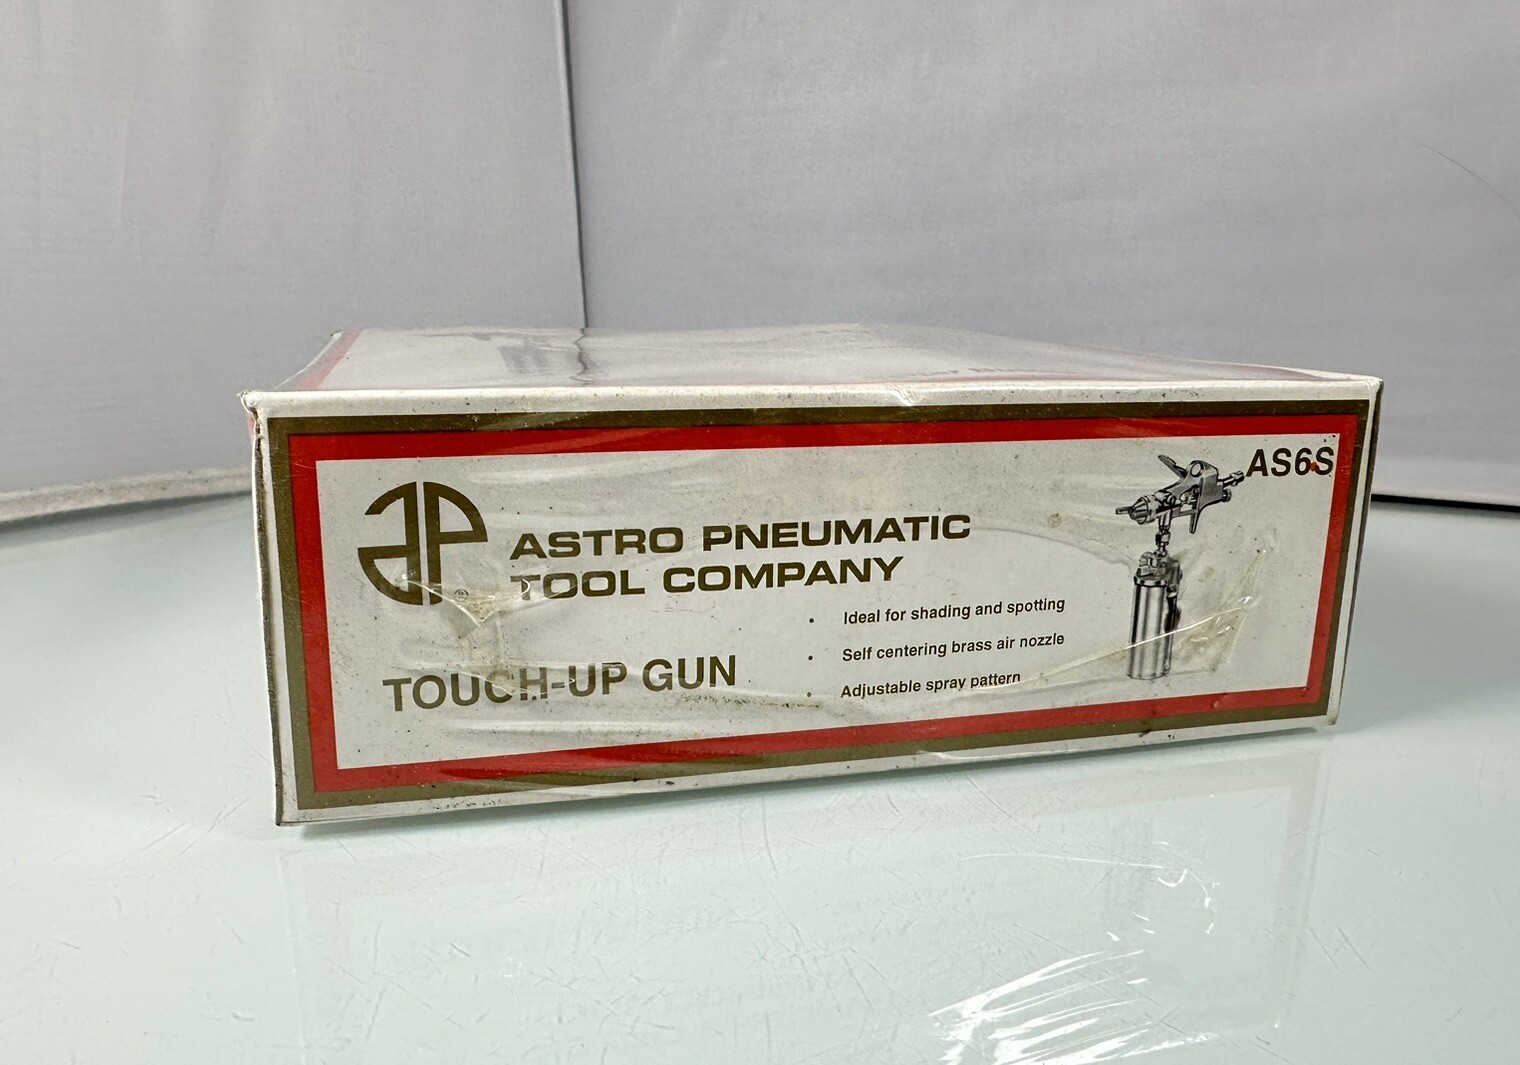 AS6S
AP ®
ASTRO PNEUMATIC
TOOL COMPANY
TOUCH-UP GUN
• Ideal for shading and spotting
• Self centering brass air nozzle
• Adjustable spray pattern